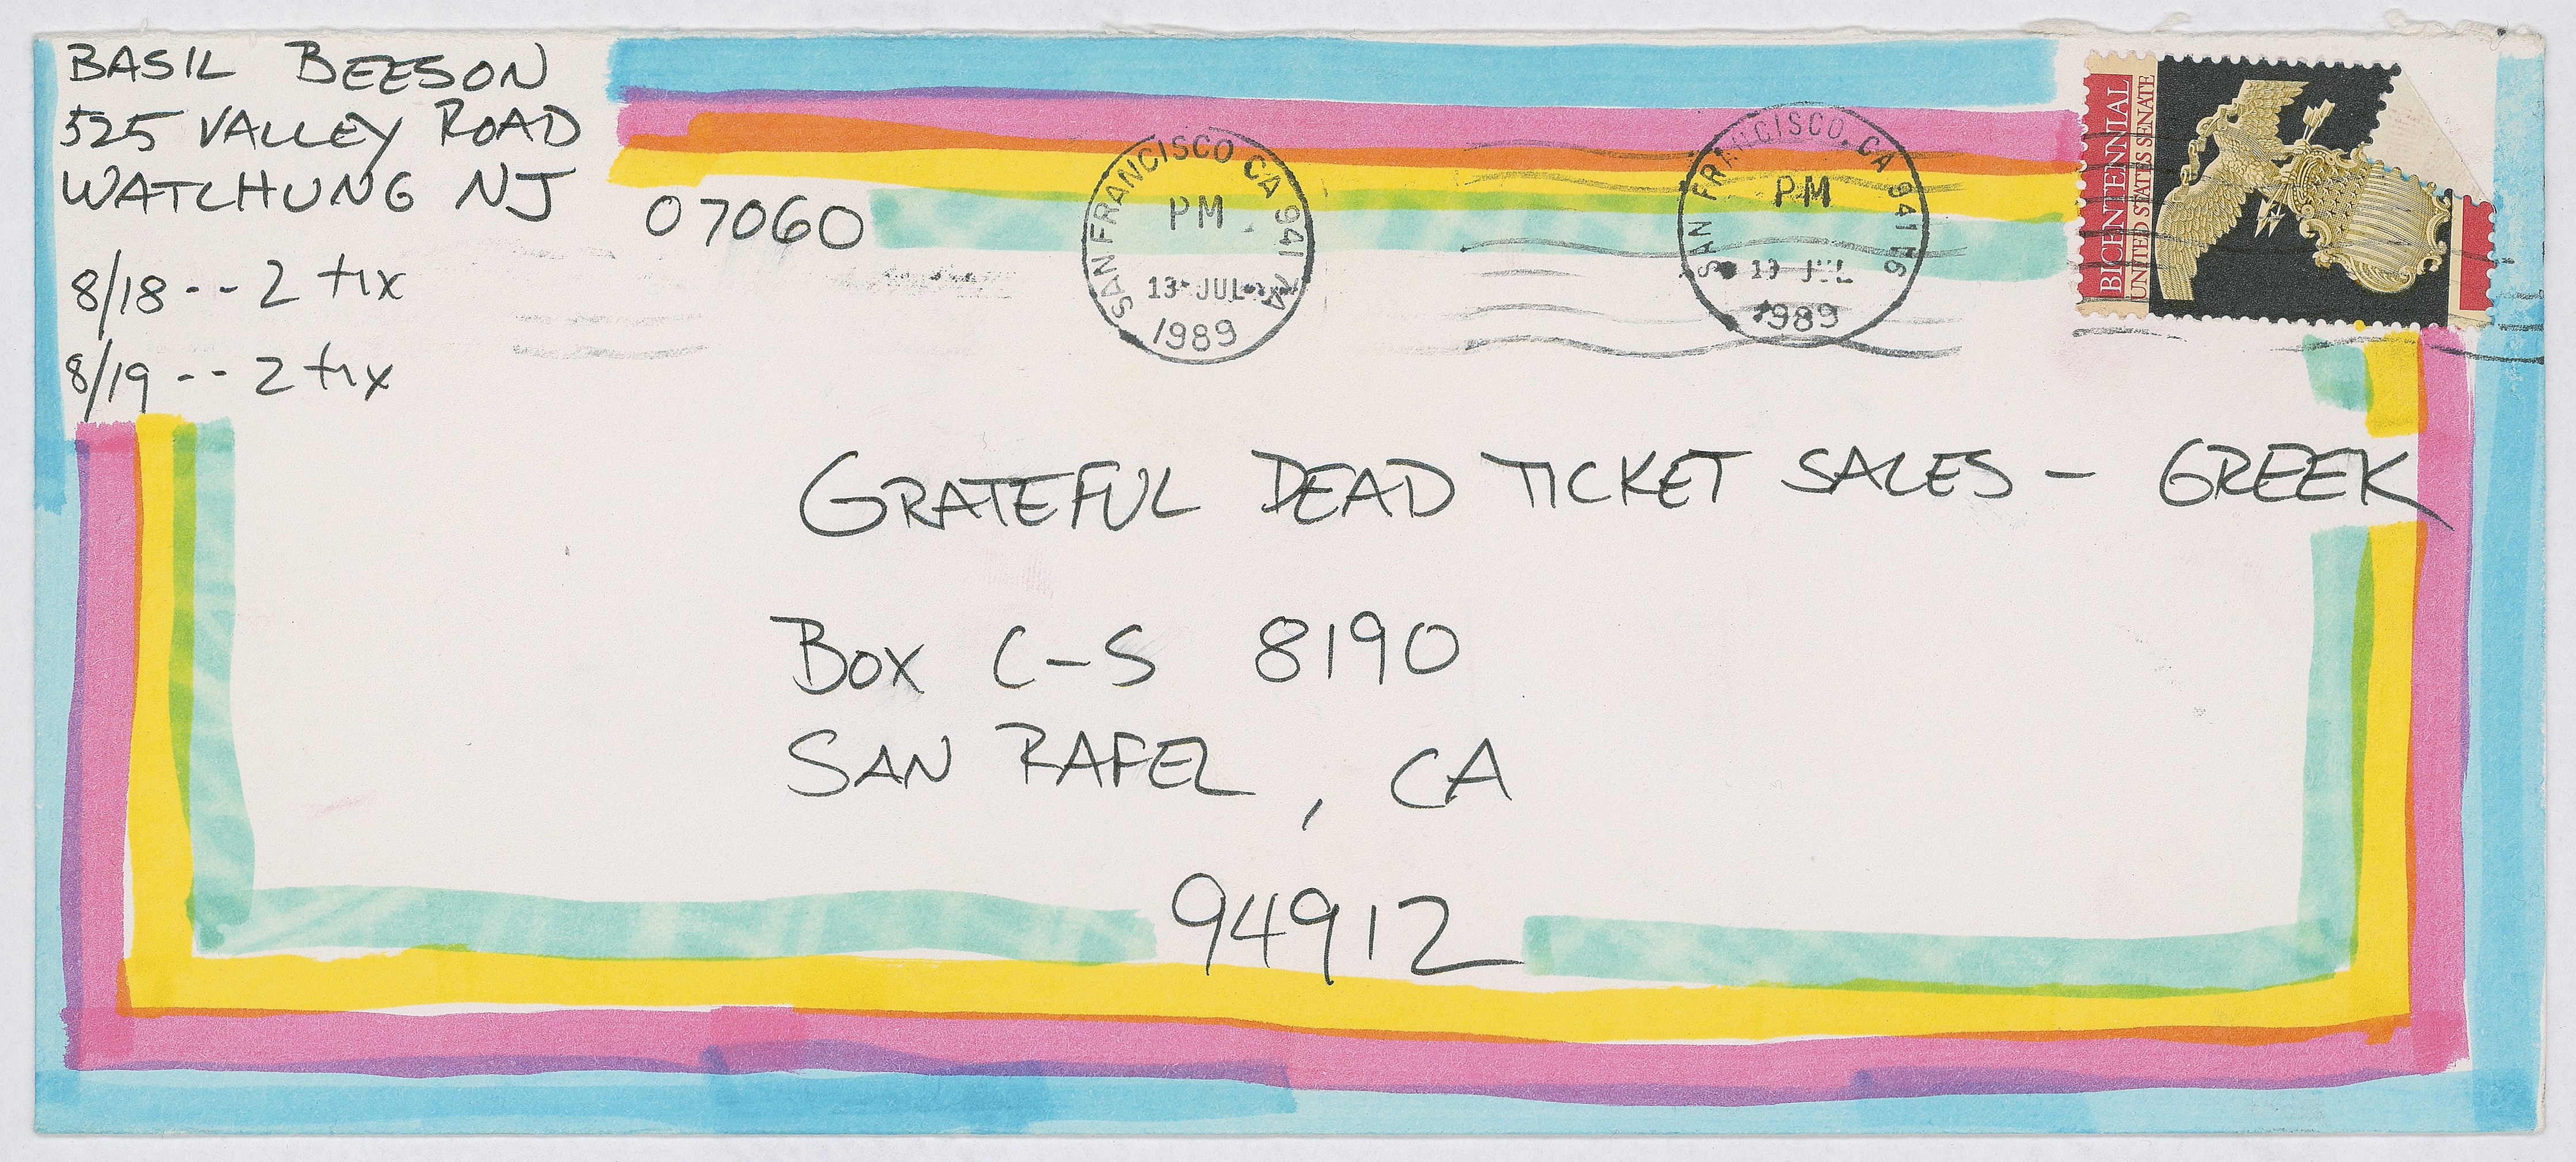 BASIL BEESON
525 VALLEY ROAD
WATCHUNG NJ
07060
8/18 -- 2 tix
8/19 -- 2 tix
SAN FRANCISCO CA 941
PM
13 JUL
1989
SAN FRANCISCO, CA 941
PM
JUL
1989
BICENTENNIAL
UNITED STATES SENATE
GRATEFUL DEAD TICKET SALES - GREEK
BOX C-S 8190
SAN RAFEL, CA
94912